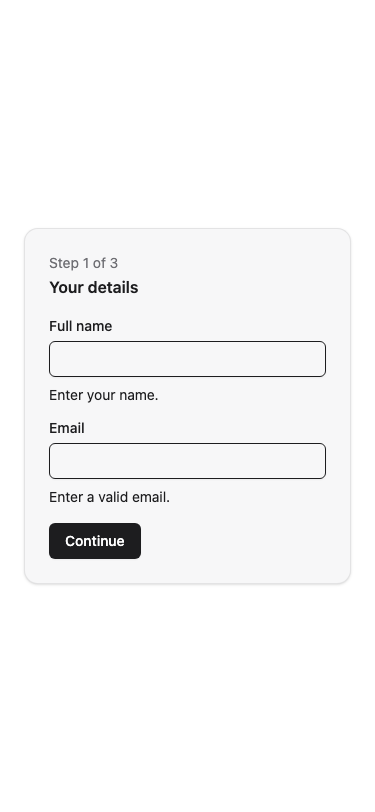 Step 1 of 3
Your details
Full name
Enter your name.
Email
Enter a valid email.
Continue